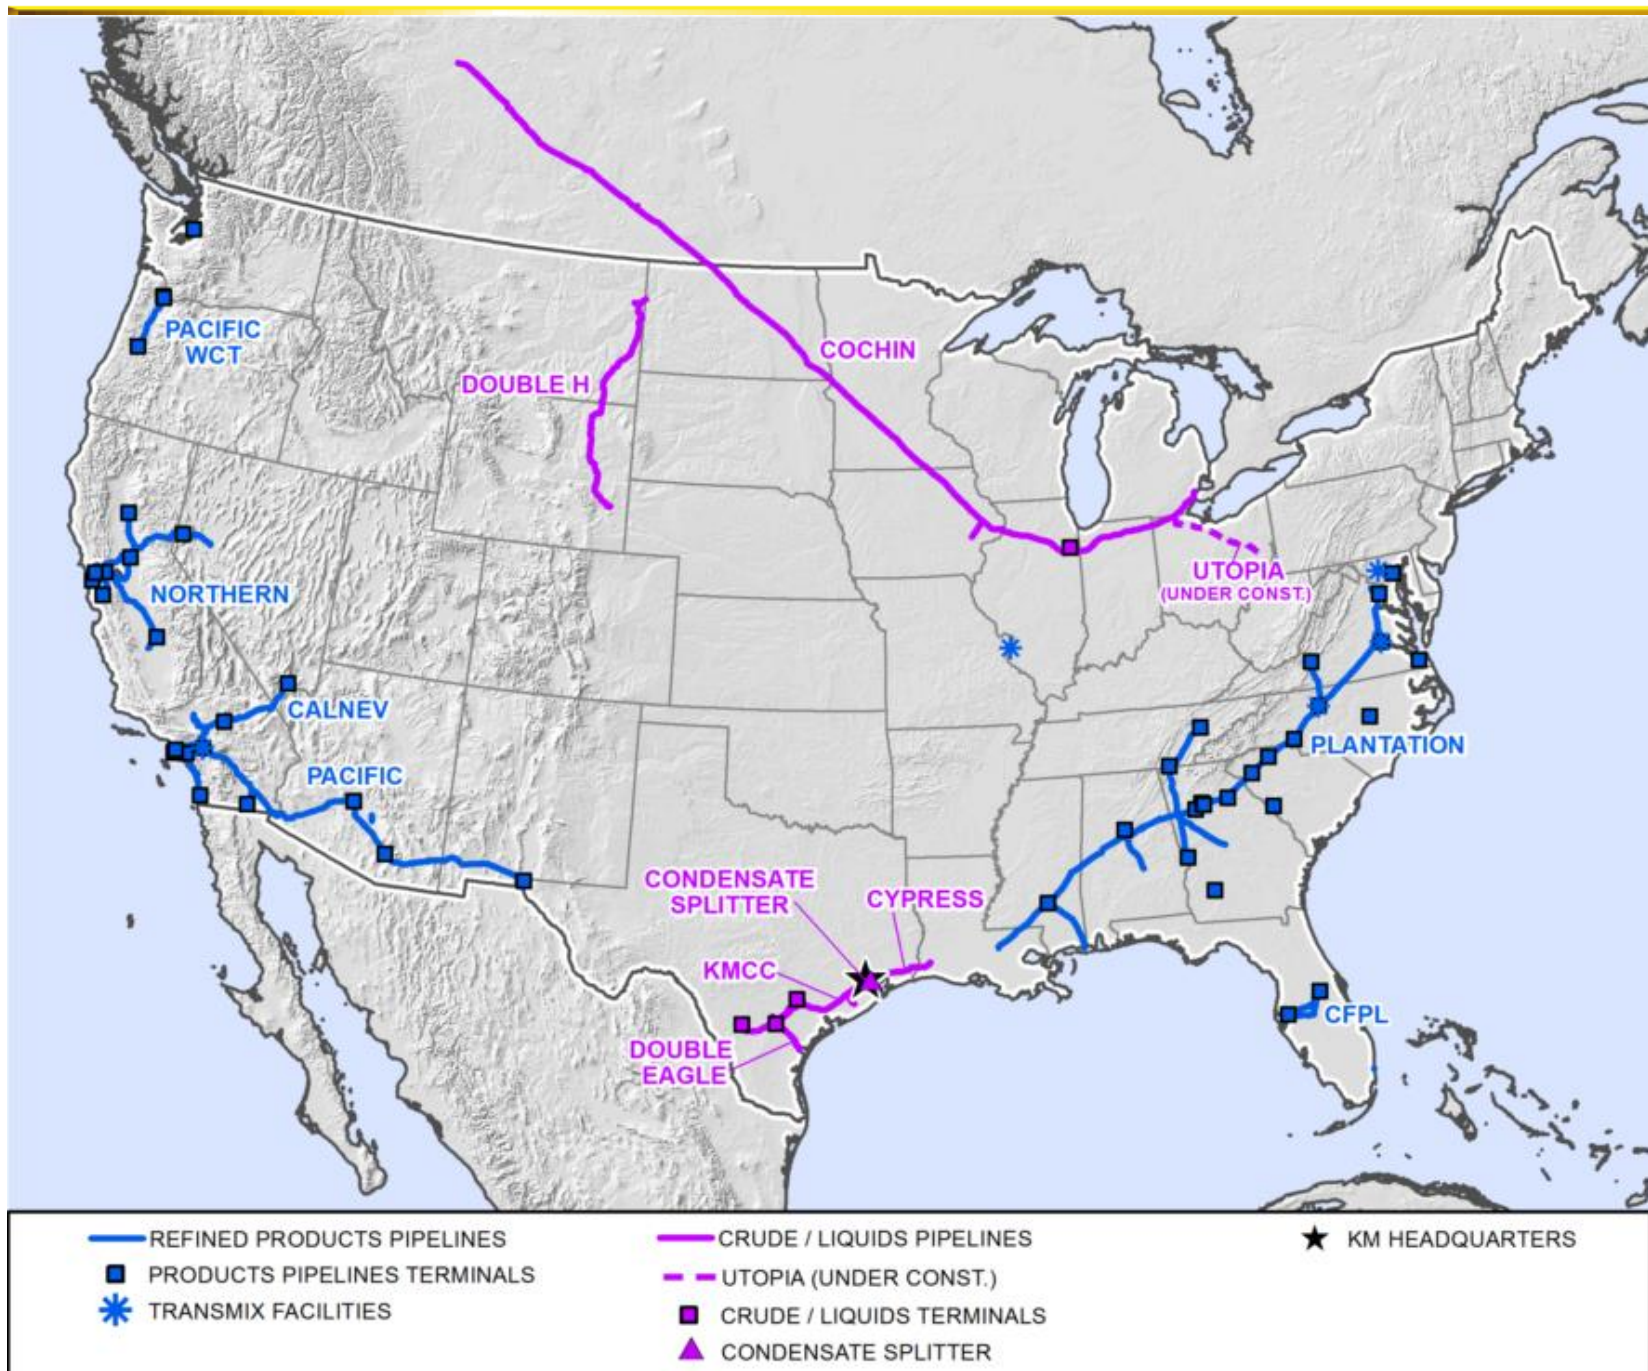 PACIFIC
WCT
COCHIN
DOUBLE H
UTOPIA
(UNDER CONST.)
NORTHERN
CALNEV
PLANTATION
PACIFIC
CONDENSATE
SPLITTER
CYPRESS
KMCC
CFPL
DOUBLE
EAGLE
REFINED PRODUCTS PIPELINES
PRODUCTS PIPELINES TERMINALS
TRANSMIX FACILITIES
CRUDE / LIQUIDS PIPELINES
UTOPIA (UNDER CONST.)
CRUDE / LIQUIDS TERMINALS
CONDENSATE SPLITTER
KM HEADQUARTERS